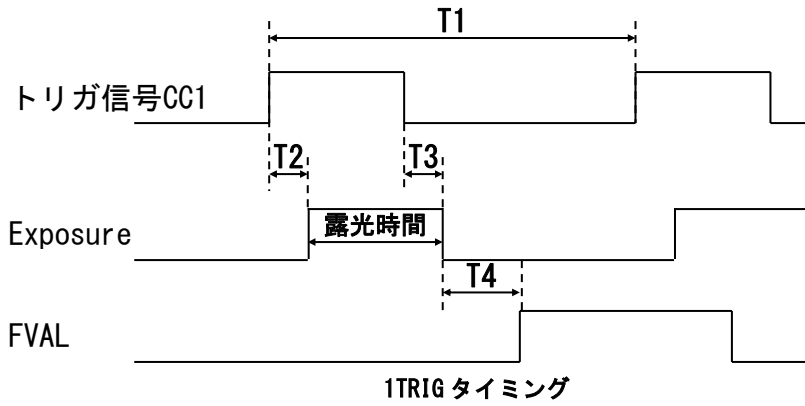 T1
トリガ信号CC1
T2
T3
Exposure
露光時間
T4
FVAL
1TRIG タイミング